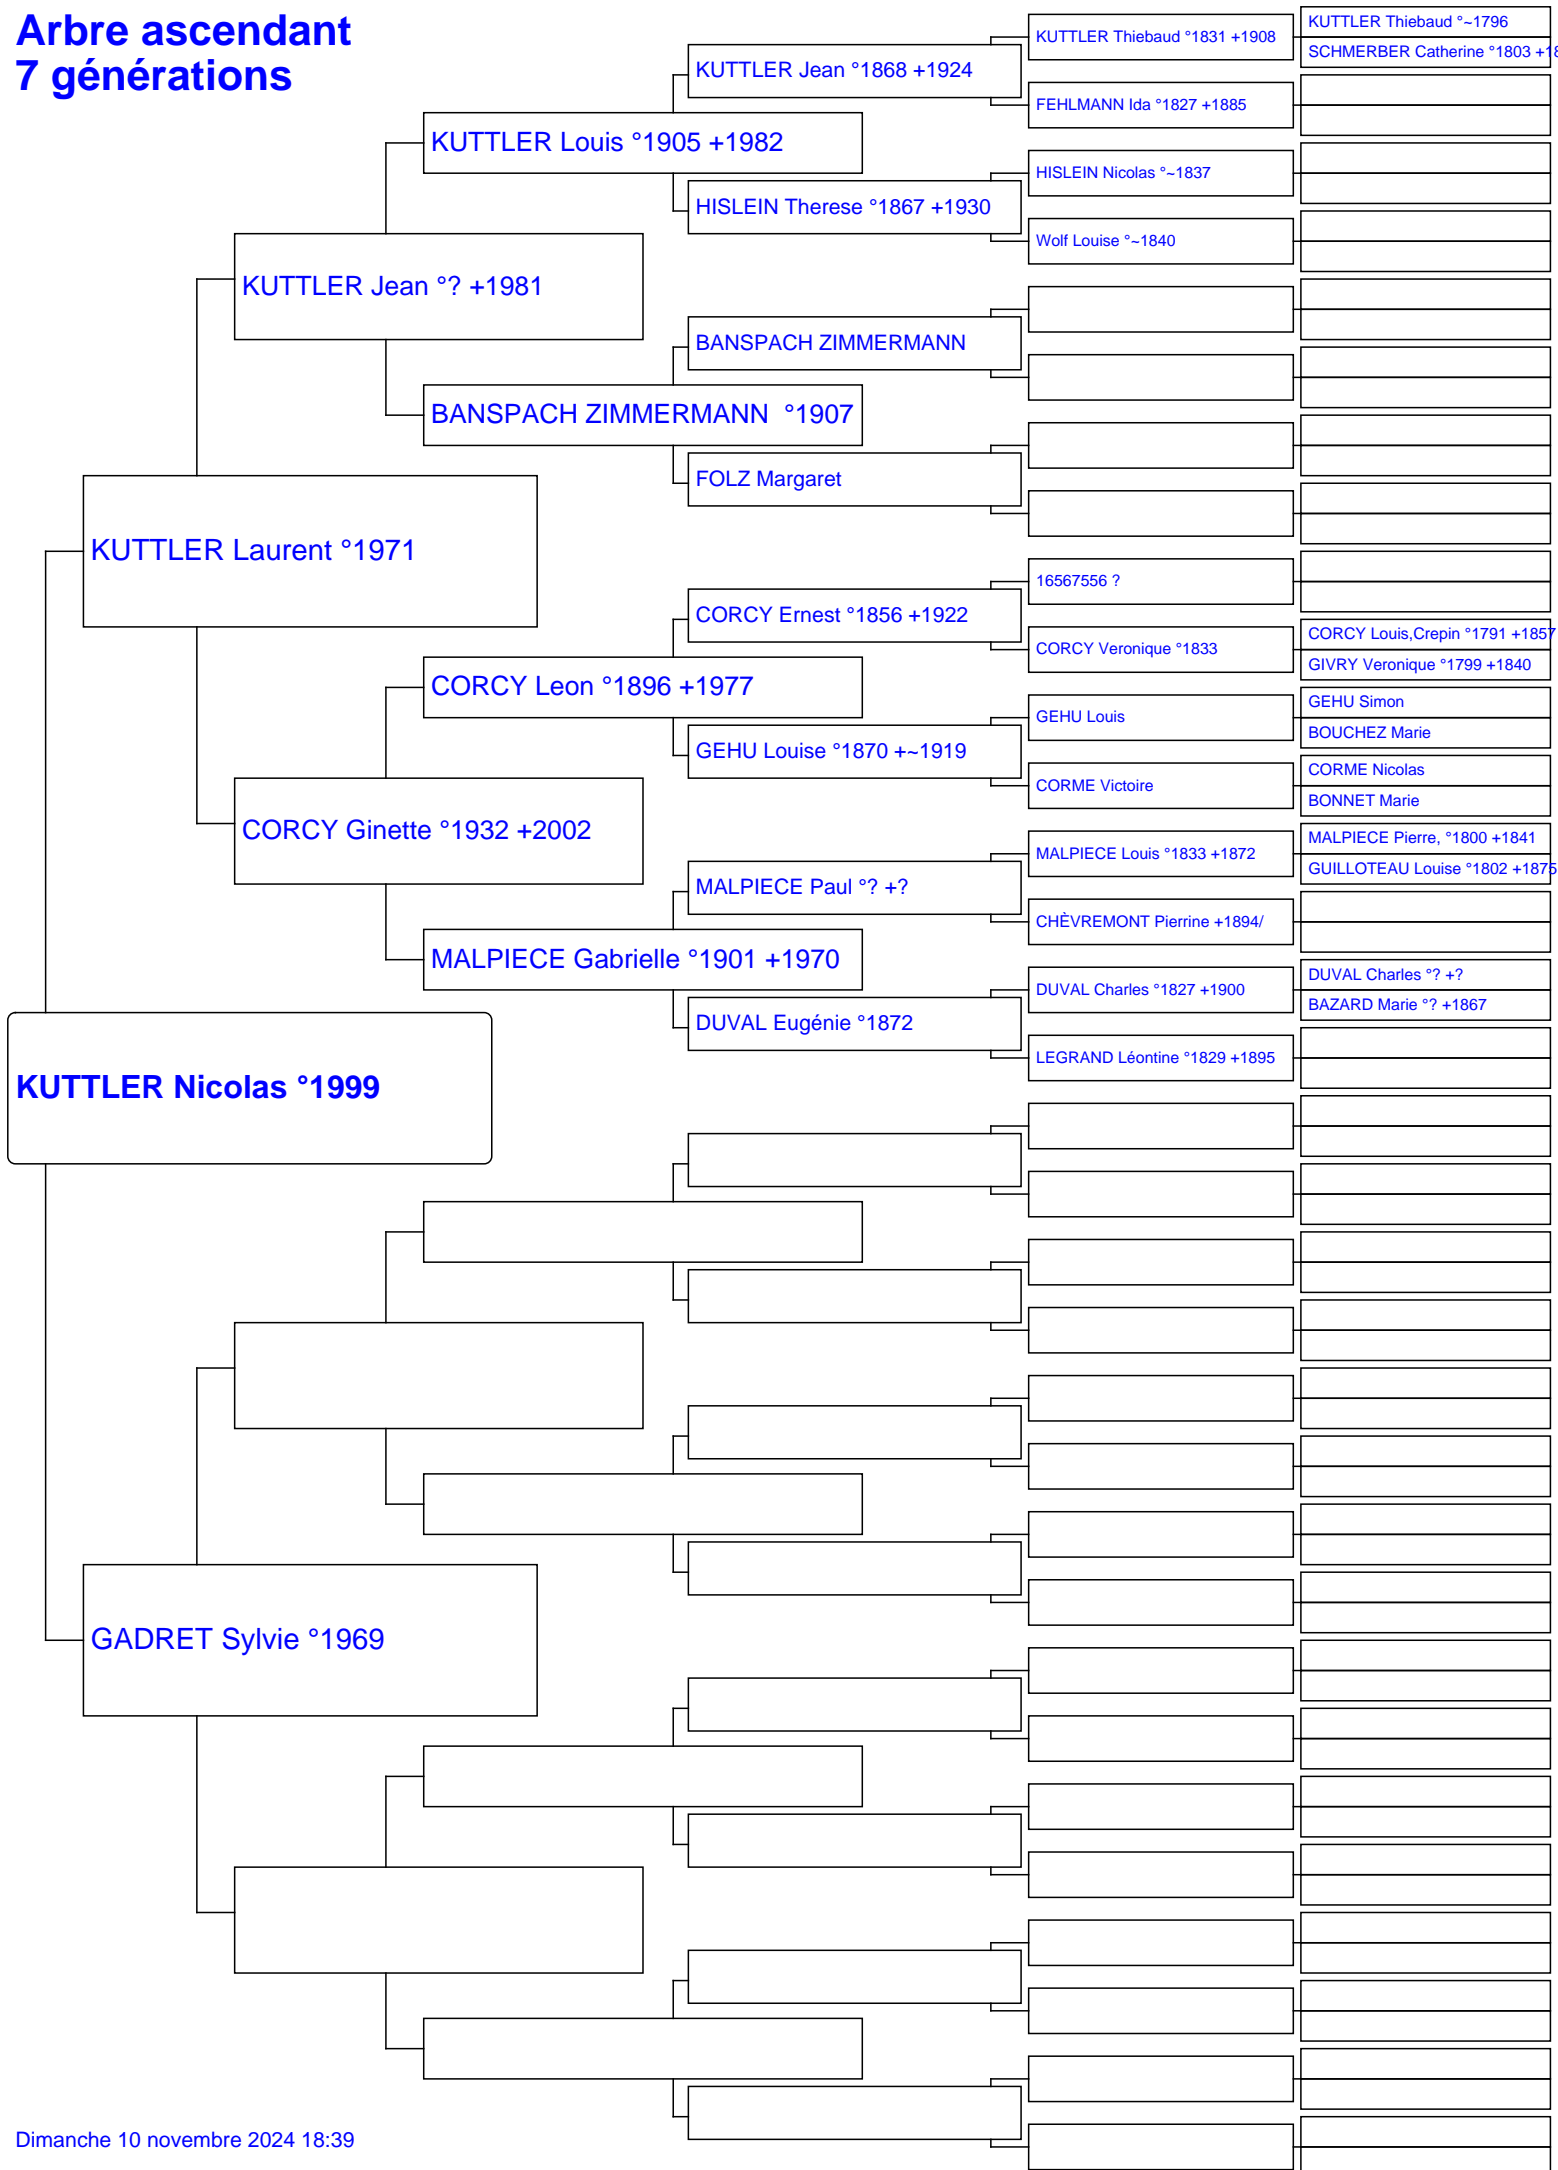 Arbre ascendant
7 générations
KUTTLER Thiebaud °~1796
KUTTLER Thiebaud °1831 +1908
SCHMERBER Catherine °1803 +18
KUTTLER Jean °1868 +1924
FEHLMANN Ida °1827 +1885
KUTTLER Louis °1905 +1982
HISLEIN Nicolas °~1837
HISLEIN Therese °1867 +1930
Wolf Louise °~1840
KUTTLER Jean °? +1981
BANSPACH ZIMMERMANN
BANSPACH ZIMMERMANN  °1907
FOLZ Margaret
KUTTLER Laurent °1971
16567556 ?
CORCY Ernest °1856 +1922
CORCY Louis,Crepin °1791 +1857
CORCY Veronique °1833
GIVRY Veronique °1799 +1840
CORCY Leon °1896 +1977
GEHU Simon
GEHU Louis
BOUCHEZ Marie
GEHU Louise °1870 +~1919
CORME Nicolas
CORME Victoire
BONNET Marie
CORCY Ginette °1932 +2002
MALPIECE Pierre, °1800 +1841
MALPIECE Louis °1833 +1872
GUILLOTEAU Louise °1802 +1875
MALPIECE Paul °? +?
CHÈVREMONT Pierrine +1894/
MALPIECE Gabrielle °1901 +1970
DUVAL Charles °? +?
DUVAL Charles °1827 +1900
BAZARD Marie °? +1867
DUVAL Eugénie °1872
LEGRAND Léontine °1829 +1895
KUTTLER Nicolas °1999
GADRET Sylvie °1969
Dimanche 10 novembre 2024 18:39